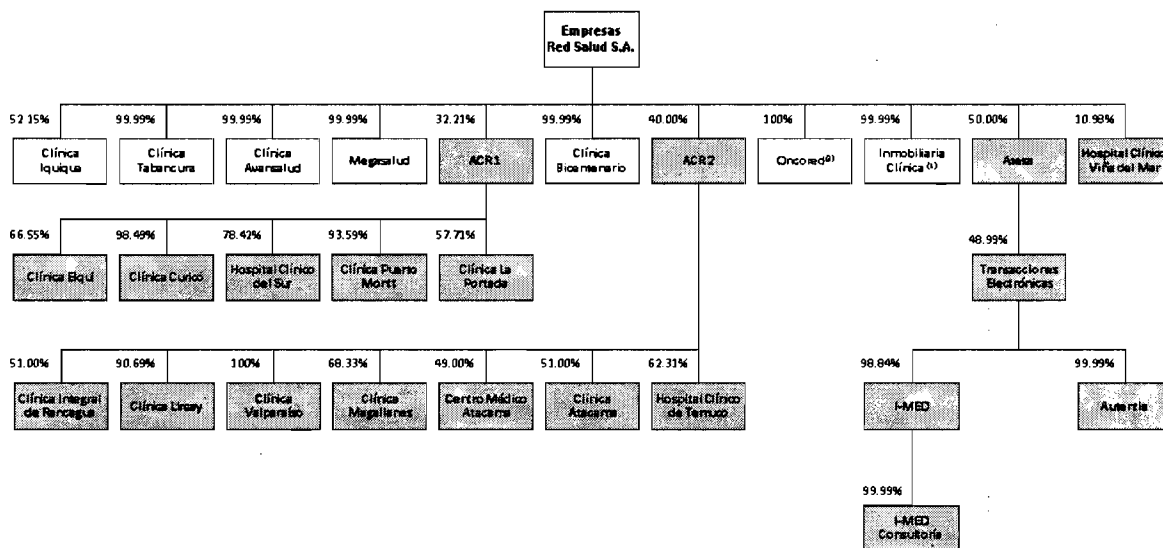 Empresas
Red Salud S.A.
52.15%
99.99%
99.99%
99.99%
32.21%
99.99%
40.00%
100%
99.99%
50.00%
10.98%
Clínica
Iquique
Clínica
Tabancura
Clínica
Avansalud
Megasalud
ACR1
Clínica
Bicentenario
ACR2
Oncored(2)
Inmobiliaria
Clínica (1)
Hospital Clínico
Viña del Mar
66.55%
98.49%
78.42%
93.59%
57.71%
48.99%
Clínica Elqui
Clínica Curicó
Hospital Clínico
del Sur
Clínica Puerto
Montt
Clínica La
Portada
Transacciones
Electrónicas
51.00%
90.69%
100%
68.33%
49.00%
51.00%
62.31%
98.84%
99.99%
Clínica Integral
de Rancagua
Clínica Lircay
Clínica
Valparaíso
Clínica
Magallanes
Centro Médico
Atacama
Clínica
Atacama
Hospital Clínico
de Temuco
I-MED
Autentia
99.99%
I-MED
Consultoría